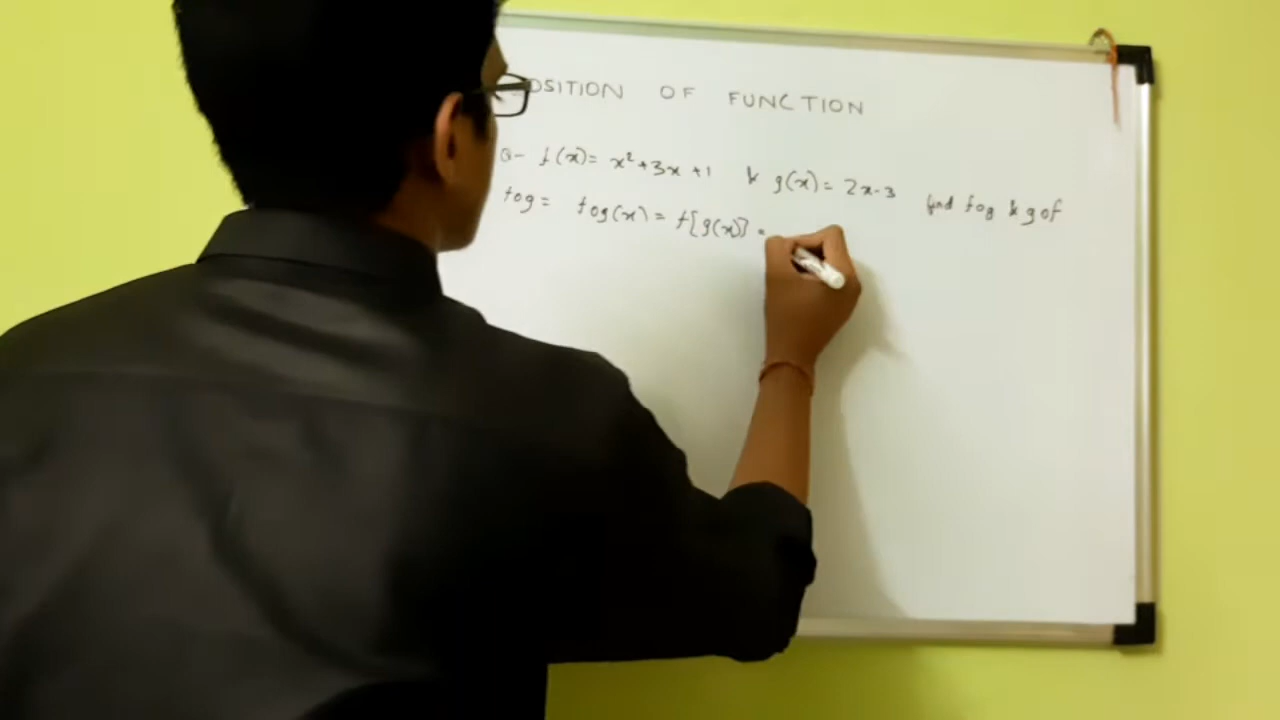 OSITION OF FUNCTION
Q- f(x)= x²+3x+1 & g(x)= 2x-3 find fog & gof
fog = fog(x) = f[g(x)] =